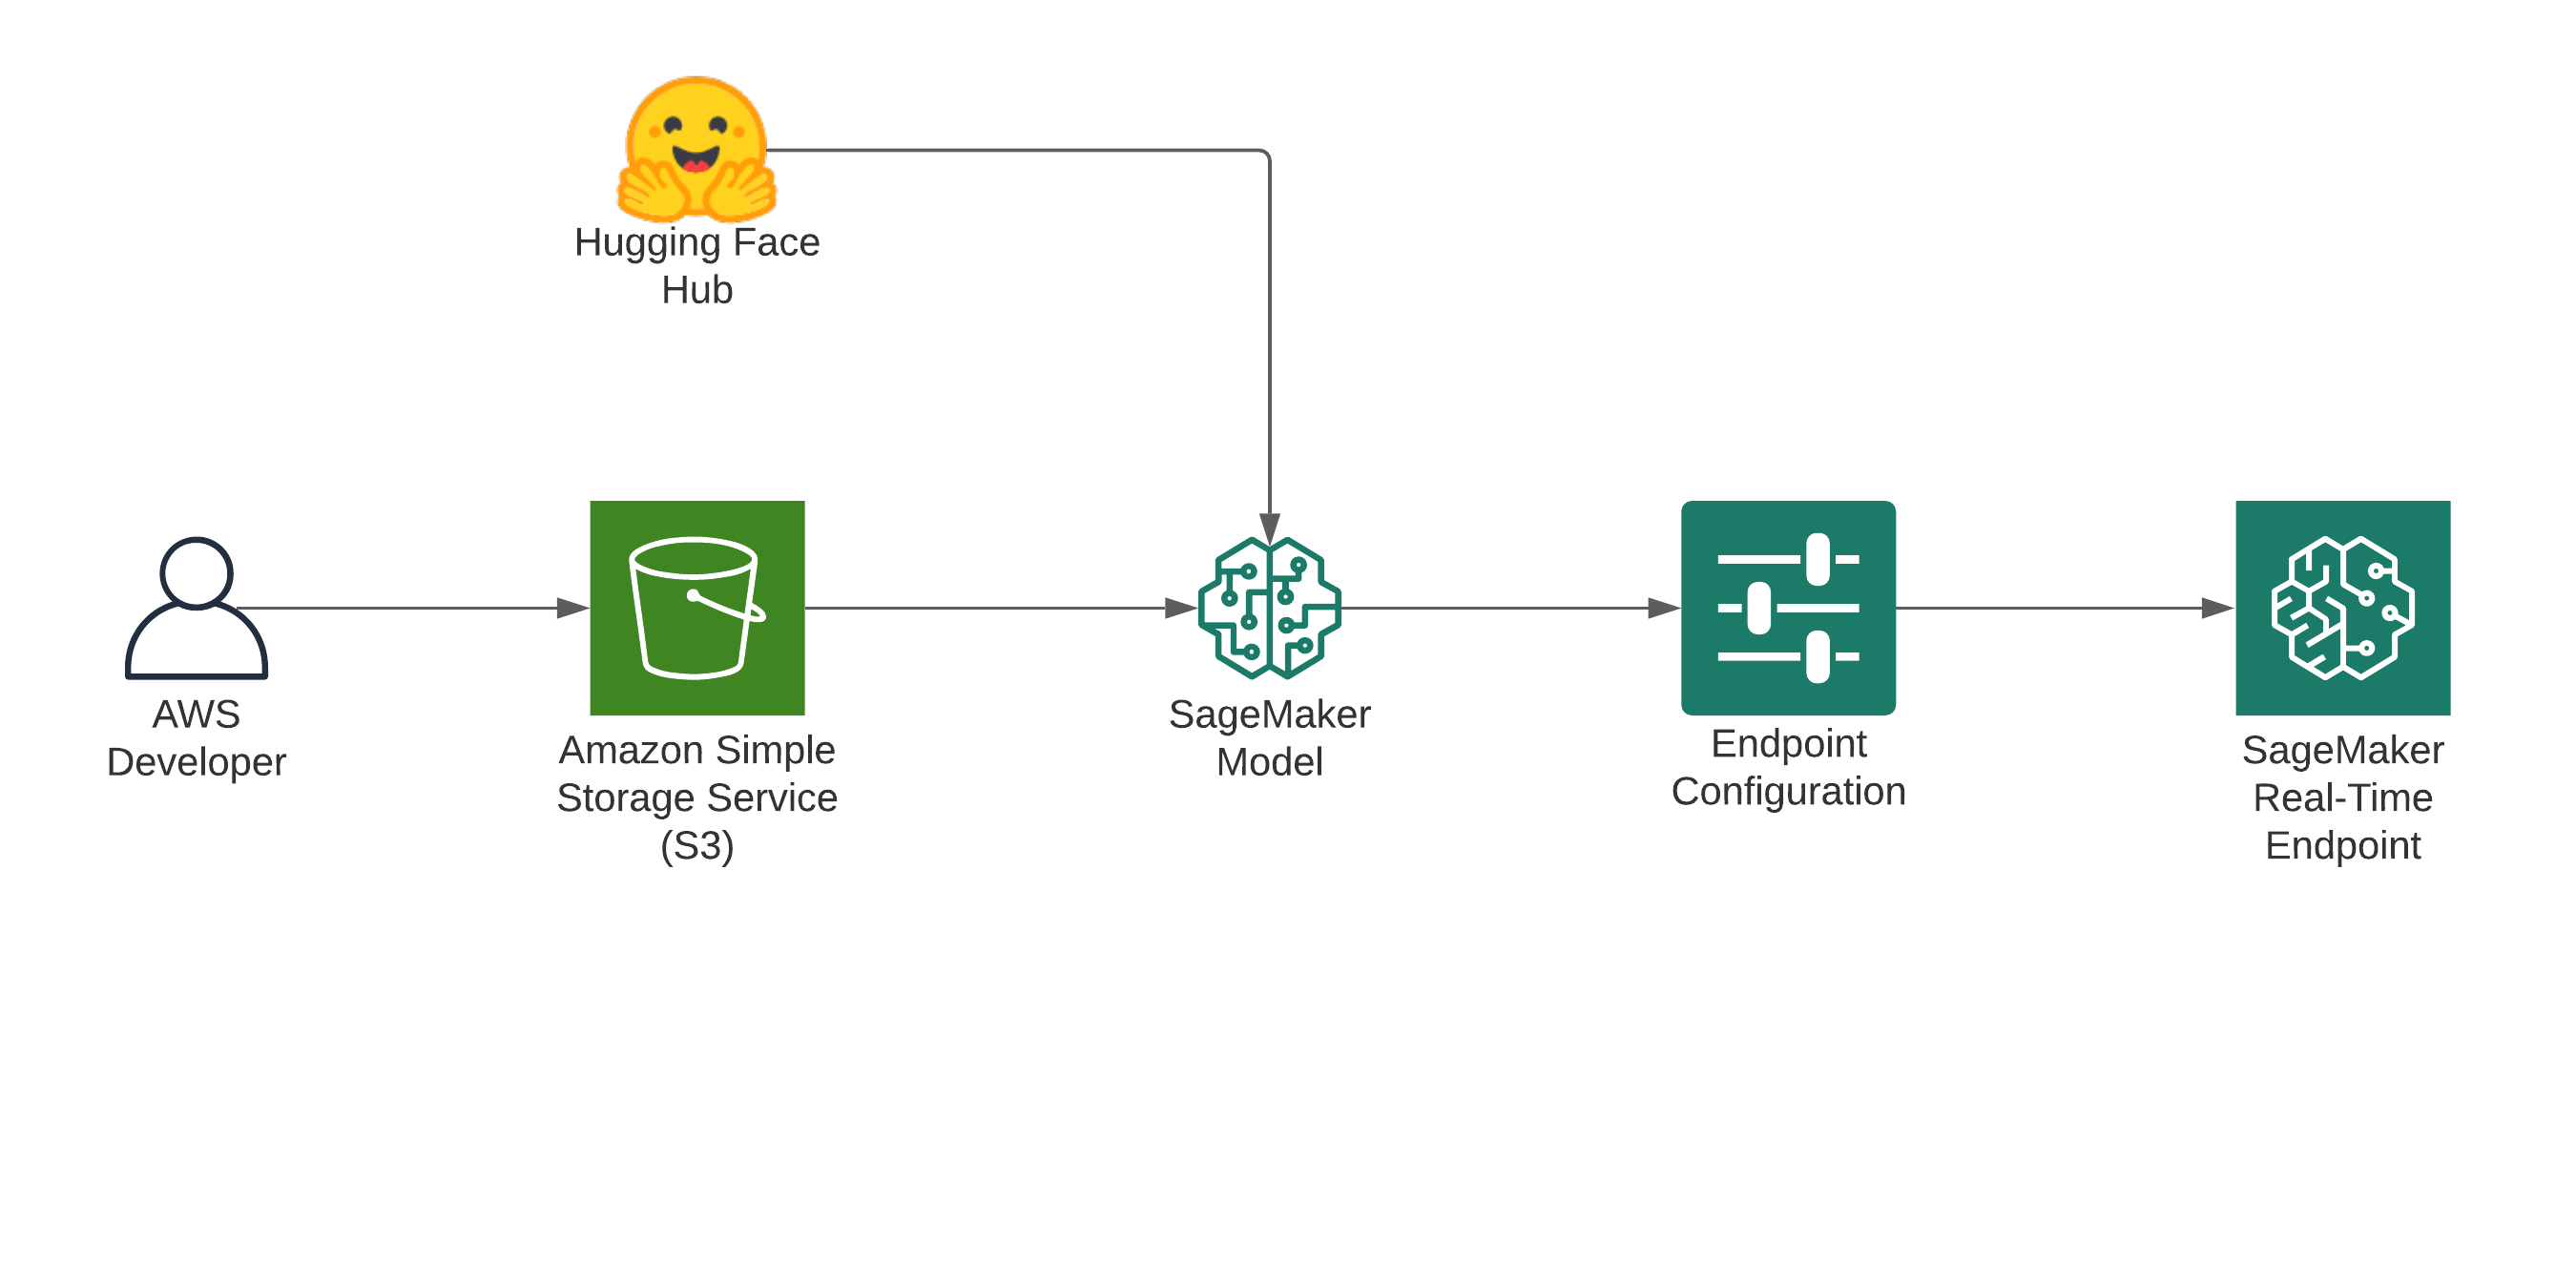 Hugging Face
Hub
AWS
Developer
Amazon Simple
Storage Service
(S3)
SageMaker
Model
Endpoint
Configuration
SageMaker
Real-Time
Endpoint